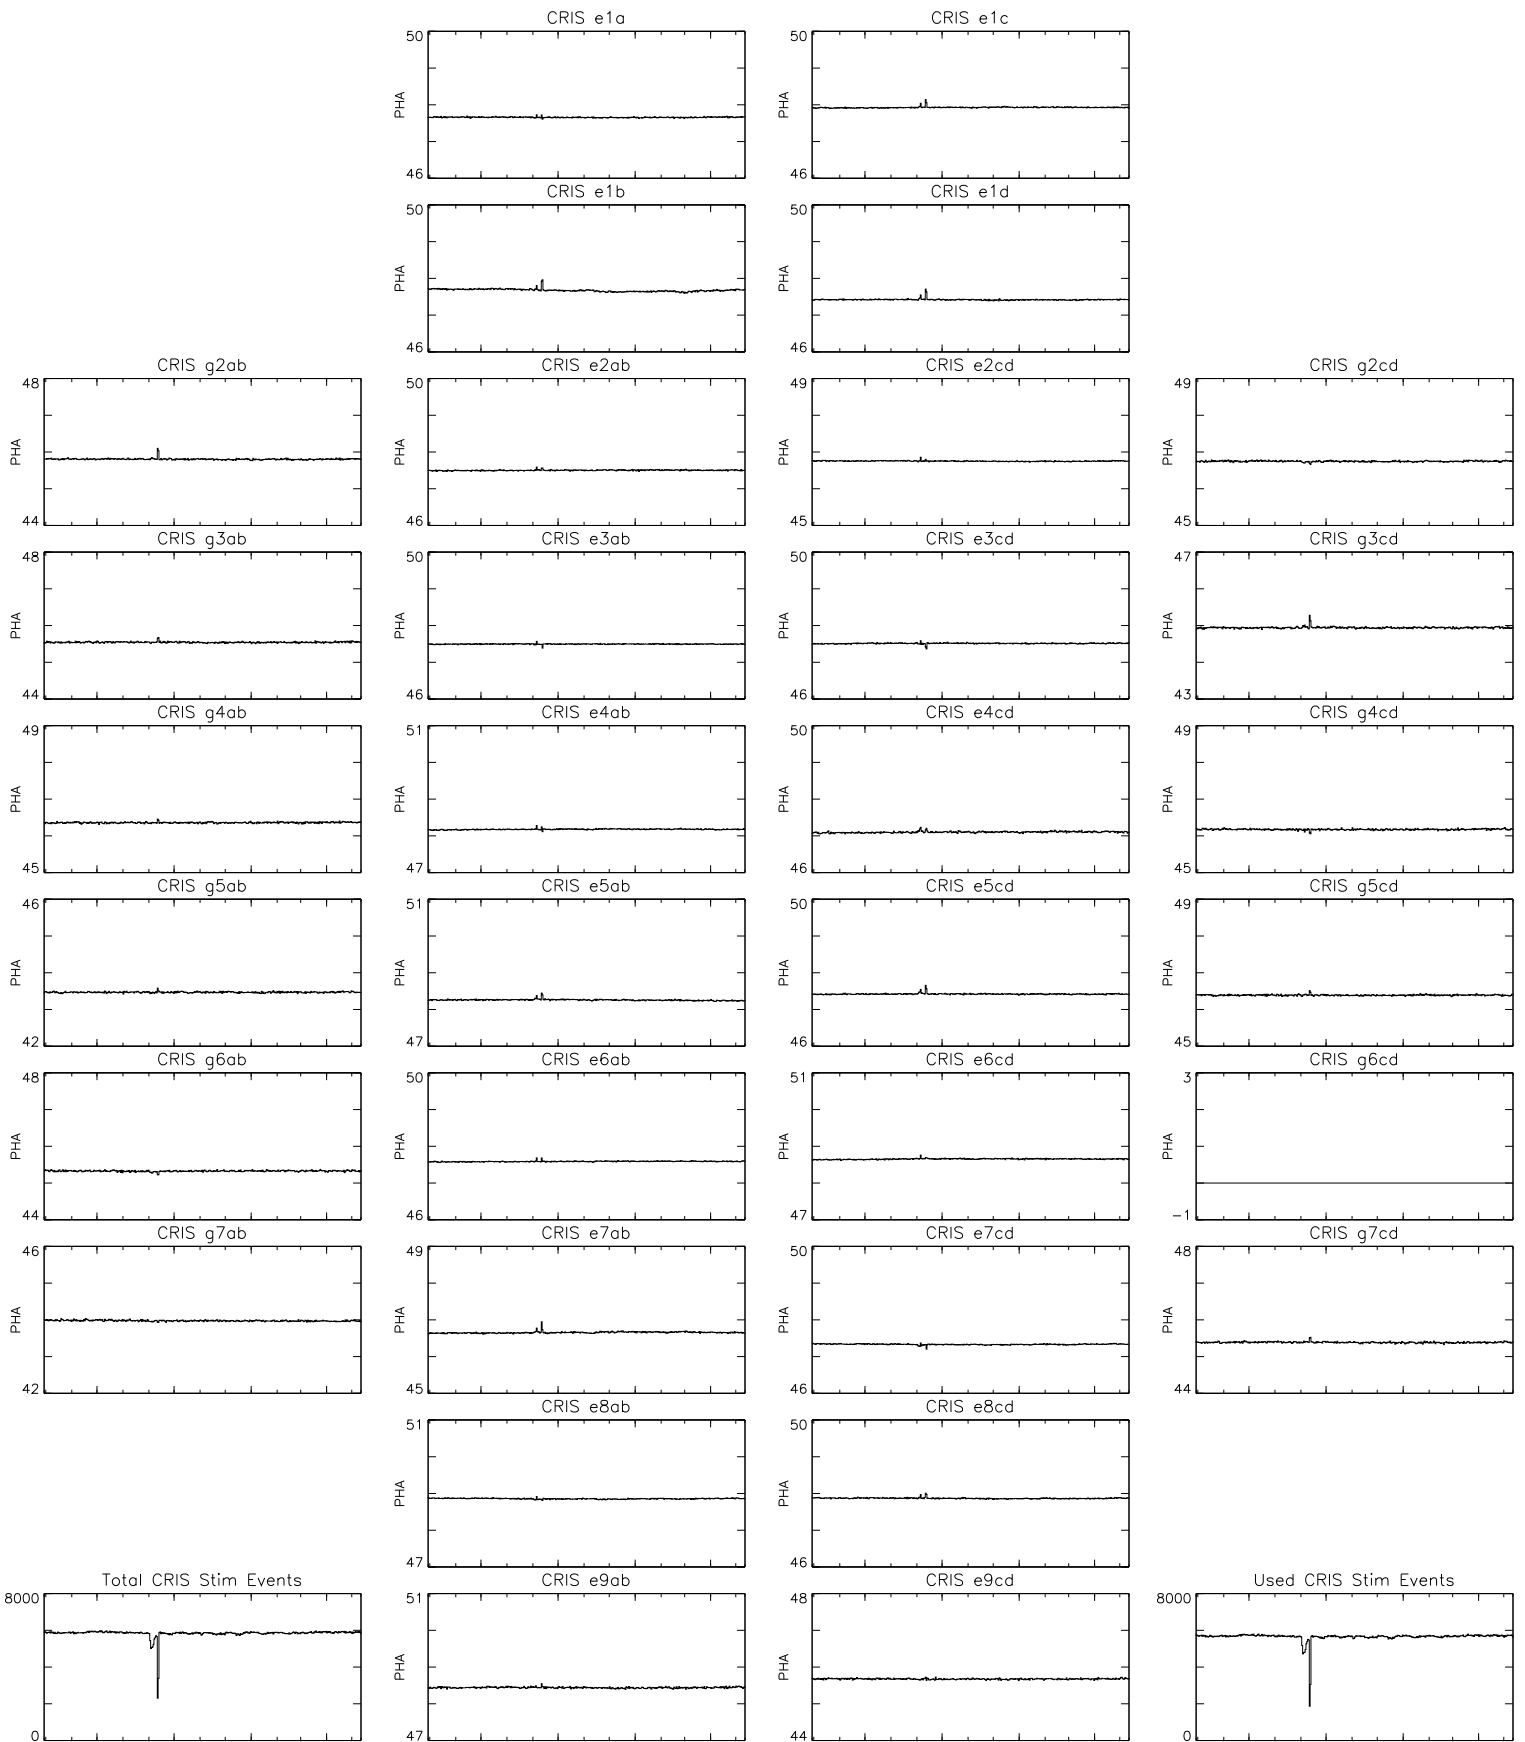 CRIS e1a
50
PHA
46
CRIS e1c
50
PHA
46
CRIS e1b
50
PHA
46
CRIS e1d
50
PHA
46
CRIS g2ab
48
PHA
44
CRIS e2ab
50
PHA
46
CRIS e2cd
49
PHA
45
CRIS g2cd
49
PHA
45
CRIS g3ab
48
PHA
44
CRIS e3ab
50
PHA
46
CRIS e3cd
50
PHA
46
CRIS g3cd
47
PHA
43
CRIS g4ab
49
PHA
45
CRIS e4ab
51
PHA
47
CRIS e4cd
50
PHA
46
CRIS g4cd
49
PHA
45
CRIS g5ab
46
PHA
42
CRIS e5ab
51
PHA
47
CRIS e5cd
50
PHA
46
CRIS g5cd
49
PHA
45
CRIS g6ab
48
PHA
44
CRIS e6ab
50
PHA
46
CRIS e6cd
51
PHA
47
CRIS g6cd
3
PHA
-1
CRIS g7ab
46
PHA
42
CRIS e7ab
49
PHA
45
CRIS e7cd
50
PHA
46
CRIS g7cd
48
PHA
44
CRIS e8ab
51
PHA
47
CRIS e8cd
50
PHA
46
Total CRIS Stim Events
8000
0
CRIS e9ab
51
PHA
47
CRIS e9cd
48
PHA
44
Used CRIS Stim Events
8000
0